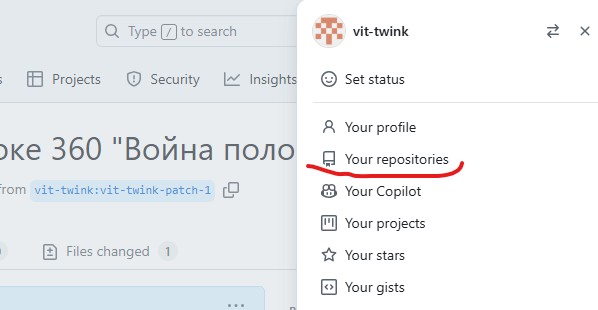 Type / to search
vit-twink
Projects
Security
Insights
Set status
Your profile
оке 360 "Война поло
Your repositories
from vit-twink:vit-twink-patch-1
Your Copilot
Your projects
Files changed 1
Your stars
Your gists